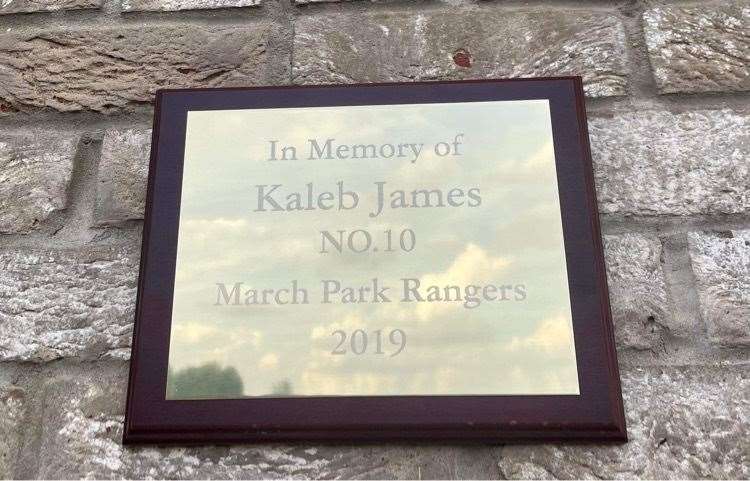 In Memory of
Kaleb James
NO.10
March Park Rangers
2019